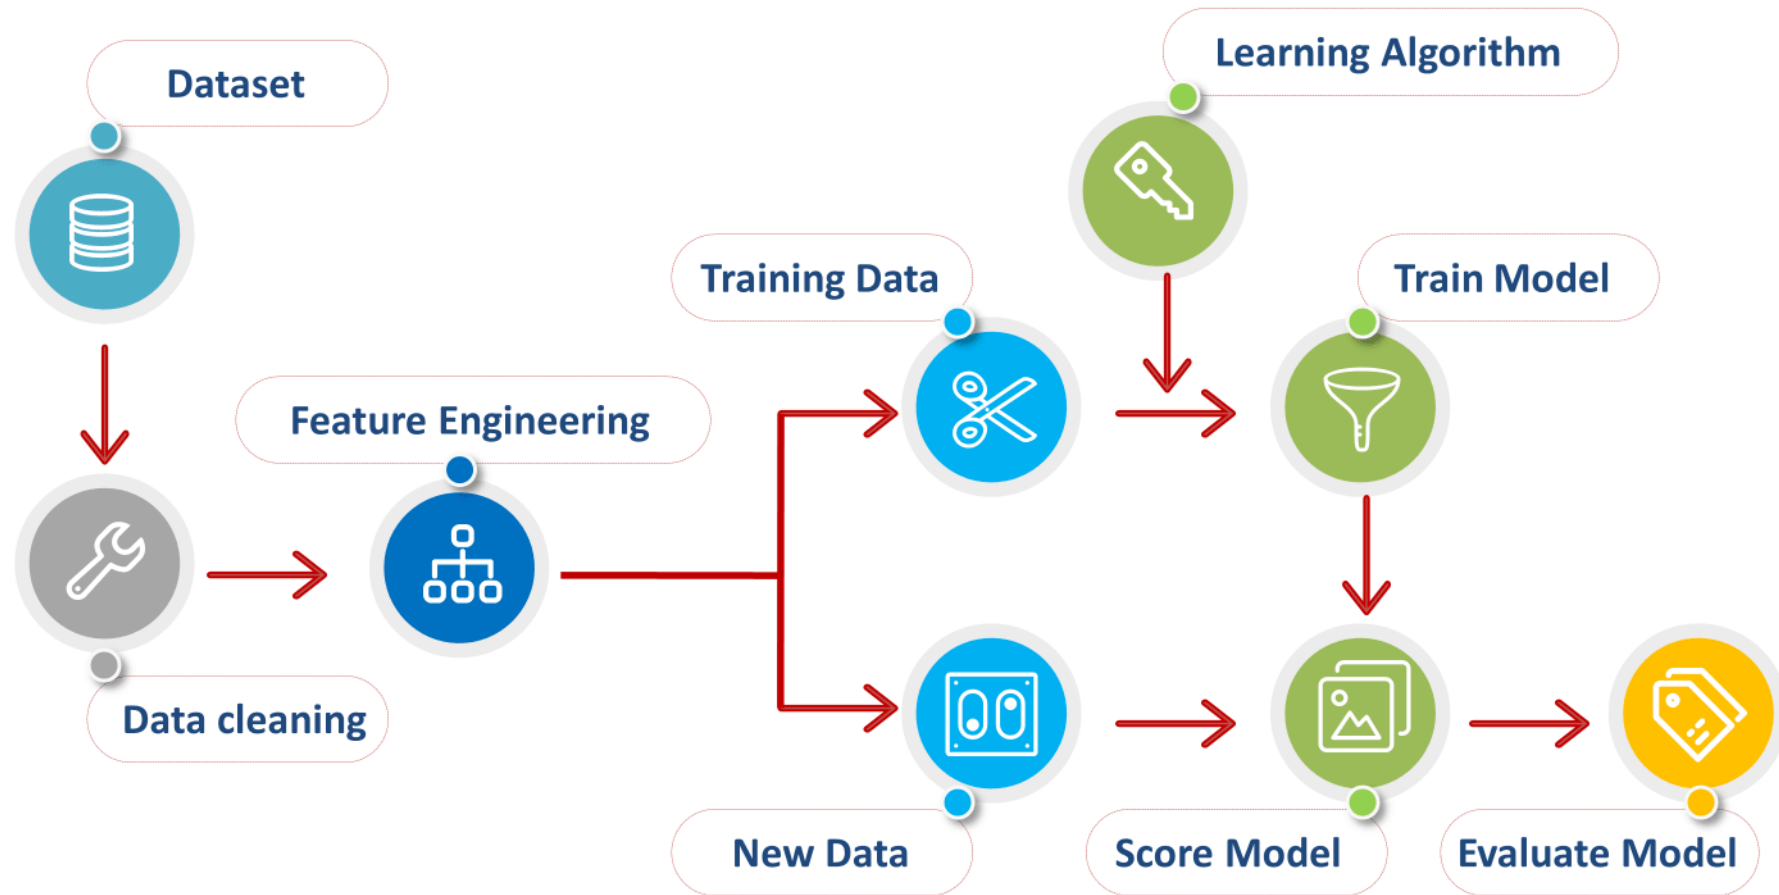 Learning Algorithm
Dataset
Training Data
Train Model
Feature Engineering
Data cleaning
New Data
Score Model
Evaluate Model